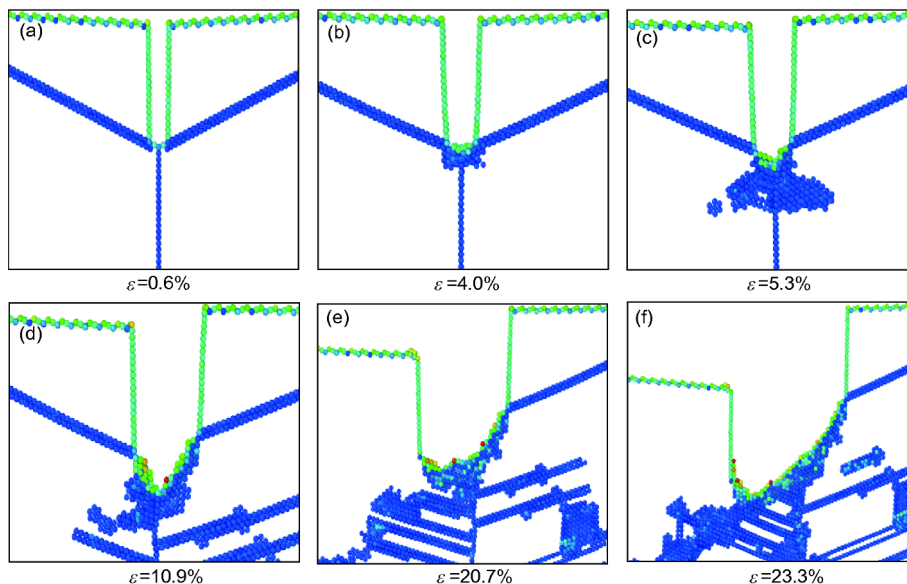 (a)
(b)
(c)
ε=0.6%
ε=4.0%
ε=5.3%
(d)
(e)
(f)
ε=10.9%
ε=20.7%
ε=23.3%